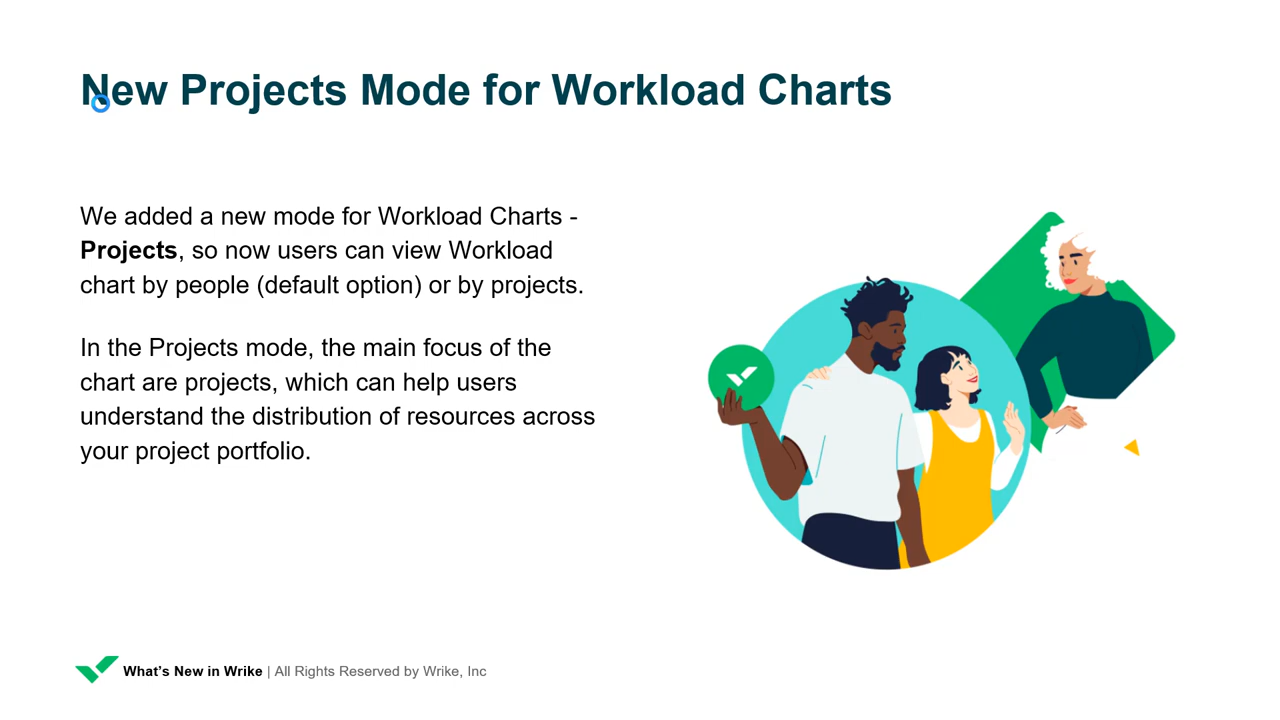 New Projects Mode for Workload Charts
We added a new mode for Workload Charts -
Projects, so now users can view Workload
chart by people (default option) or by projects.
In the Projects mode, the main focus of the
chart are projects, which can help users
understand the distribution of resources across
your project portfolio.
What's New in Wrike | All Rights Reserved by Wrike, Inc